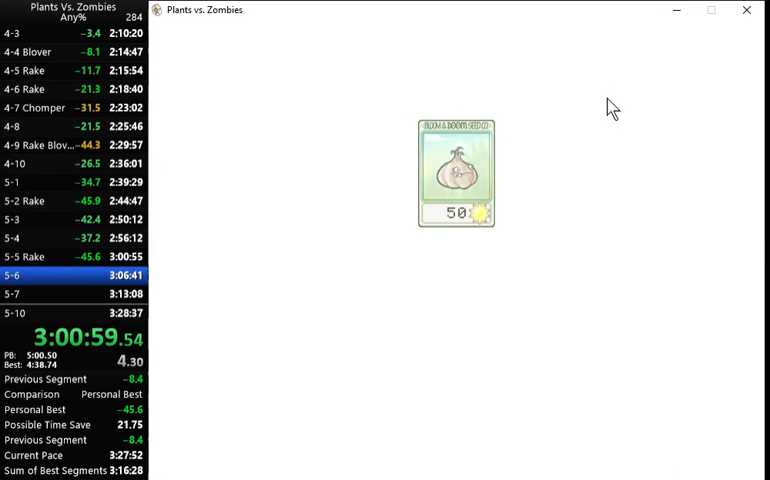 Plants Vs. Zombies
Any% 284
4-3 −3.4 2:10:20
4-4 Blover −8.1 2:14:47
4-5 Rake −11.7 2:15:54
4-6 Rake −21.3 2:18:40
4-7 Chomper −31.5 2:23:02
4-8 −21.5 2:25:46
4-9 Rake Blov... −44.3 2:29:57
4-10 −26.5 2:36:01
5-1 −34.7 2:39:29
5-2 Rake −45.9 2:44:47
5-3 −42.4 2:50:12
5-4 −37.2 2:56:12
5-5 Rake −45.6 3:00:55
5-6 3:06:41
5-7 3:13:08
5-10 3:28:37
3:00:59.54
PB: 5:00.50
Best: 4:38.74
4.30
Previous Segment −8.4
Comparison Personal Best
Personal Best −45.6
Possible Time Save 21.75
Previous Segment −8.4
Current Pace 3:27:52
Sum of Best Segments 3:16:28
Plants vs. Zombies
BLOOM & DOOM SEED CO
50